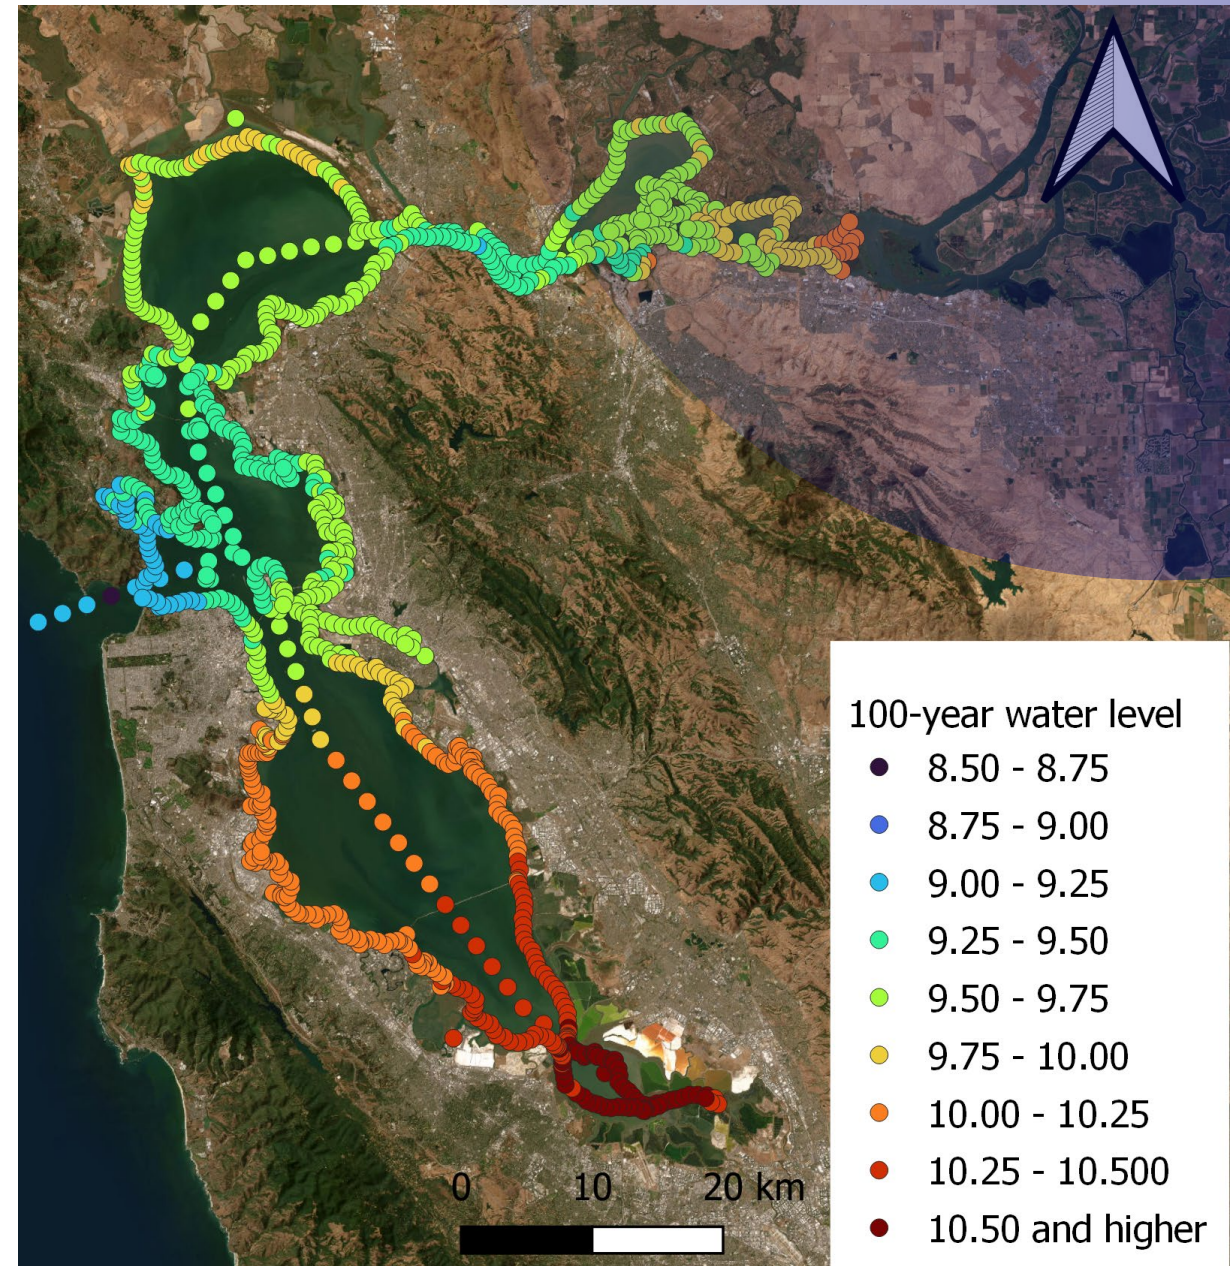 100-year water level
8.50 - 8.75
8.75 - 9.00
9.00 - 9.25
9.25 - 9.50
9.50 - 9.75
9.75 - 10.00
10.00 - 10.25
10.25 - 10.500
10.50 and higher
0 10 20 km